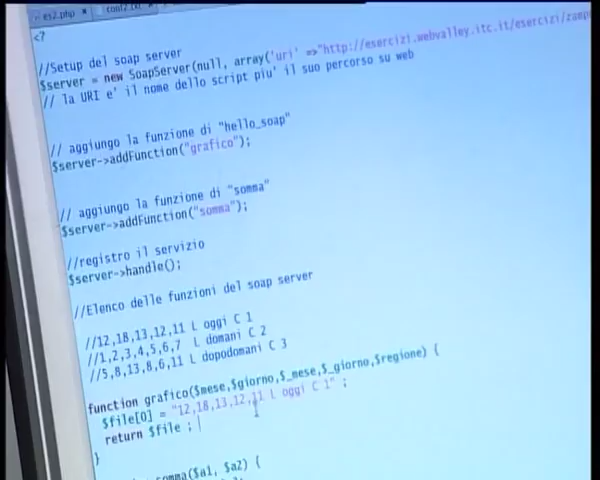 es2.php
conf2.txt
<?
//Setup del soap server
$server = new SoapServer(null, array('uri' =>"http://esercizi.webvalley.itc.it/esercizi/zamp
// la URI e' il nome dello script piu' il suo percorso su web
// aggiungo la funzione di "hello_soap"
$server->addFunction("grafico");
// aggiungo la funzione di "somma"
$server->addFunction("somma");
//registro il servizio
$server->handle();
//Elenco delle funzioni del soap server
//12,18,13,12,11 L oggi C 1
//1,2,3,4,5,6,7 L domani C 2
//5,8,13,8,6,11 L dopodomani C 3
function grafico($mese,$giorno,$_mese,$_giorno,$regione) {
$file[0] = "12,18,13,12,11 L oggi C 1" ;
return $file ;
}
somma($a1, $a2) {